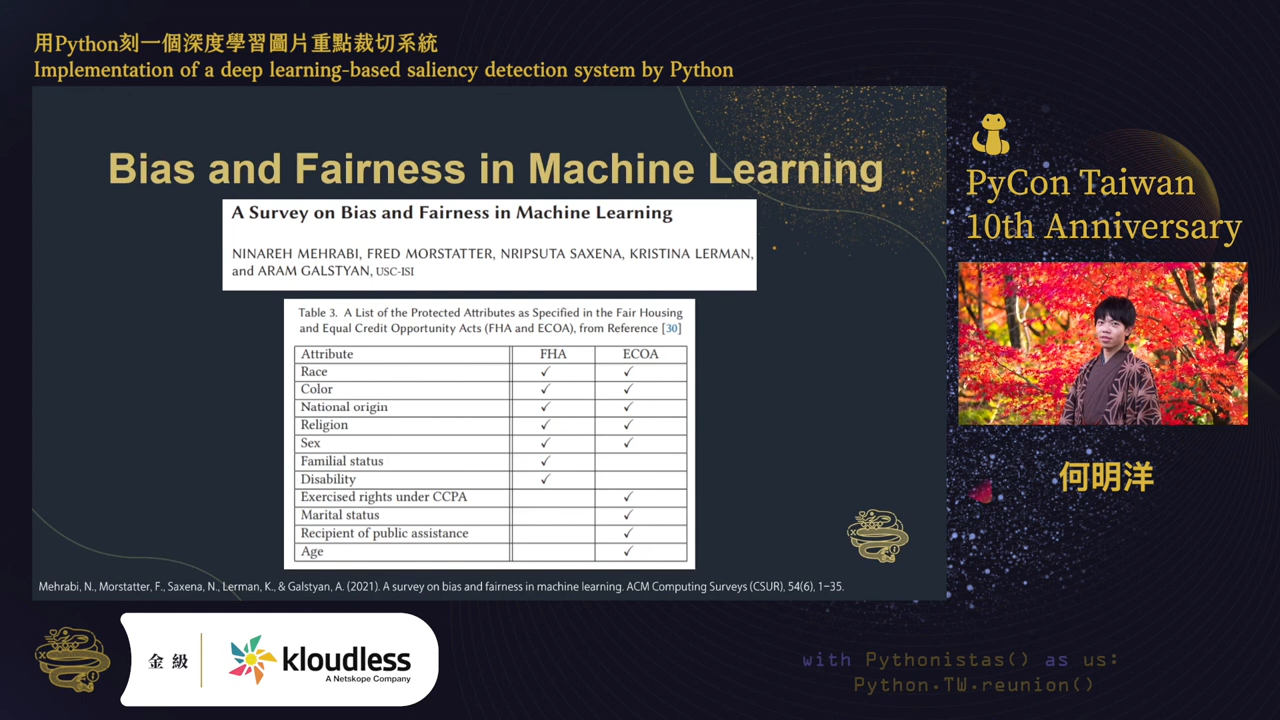 用Python刻一個深度學習圖片重點裁切系統
Implementation of a deep learning-based saliency detection system by Python
Bias and Fairness in Machine Learning
A Survey on Bias and Fairness in Machine Learning
NINAREH MEHRABI, FRED MORSTATTER, NRIPSUTA SAXENA, KRISTINA LERMAN,
and ARAM GALSTYAN, USC-ISI
Table 3. A List of the Protected Attributes as Specified in the Fair Housing
and Equal Credit Opportunity Acts (FHA and ECOA), from Reference [30]
Attribute FHA ECOA
Race ✓ ✓
Color ✓ ✓
National origin ✓ ✓
Religion ✓ ✓
Sex ✓ ✓
Familial status ✓
Disability ✓
Exercised rights under CCPA ✓
Marital status ✓
Recipient of public assistance ✓
Age ✓
Mehrabi, N., Morstatter, F., Saxena, N., Lerman, K., & Galstyan, A. (2021). A survey on bias and fairness in machine learning. ACM Computing Surveys (CSUR), 54(6), 1–35.
PyCon Taiwan
10th Anniversary
何明洋
金級
kloudless
A Netskope Company
with Pythonistas() as us:
Python.TW.reunion()